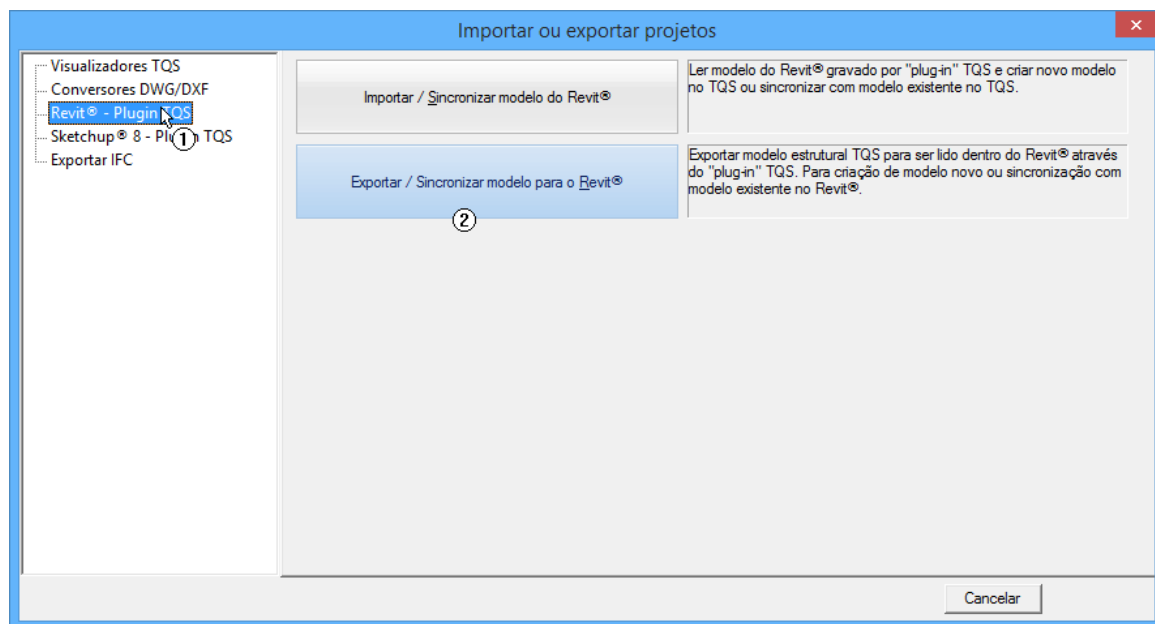 Importar ou exportar projetos
Visualizadores TQS
Conversores DWG/DXF
Revit® - Plugin TQS
Sketchup® 8 - Plugin TQS
Exportar IFC
1
Importar / Sincronizar modelo do Revit®
Ler modelo do Revit® gravado por "plug-in" TQS e criar novo modelo
no TQS ou sincronizar com modelo existente no TQS.
Exportar / Sincronizar modelo para o Revit®
2
Exportar modelo estrutural TQS para ser lido dentro do Revit® através
do "plug-in" TQS. Para criação de modelo novo ou sincronização com
modelo existente no Revit®.
Cancelar